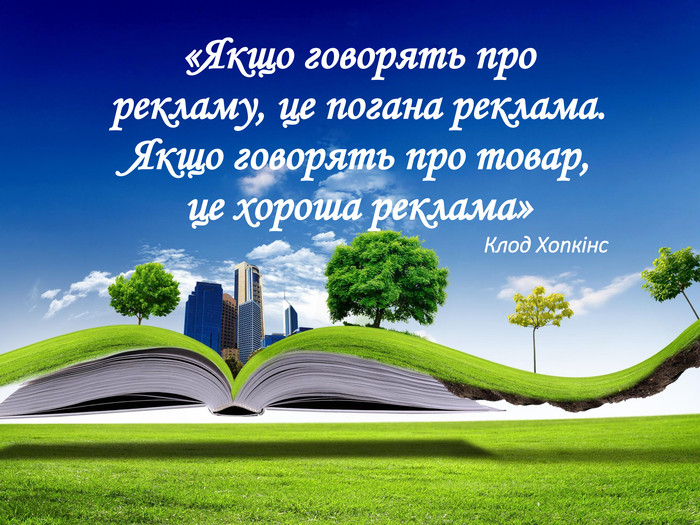 «Якщо говорять про
рекламу, це погана реклама.
Якщо говорять про товар,
це хороша реклама»
Клод Хопкінс